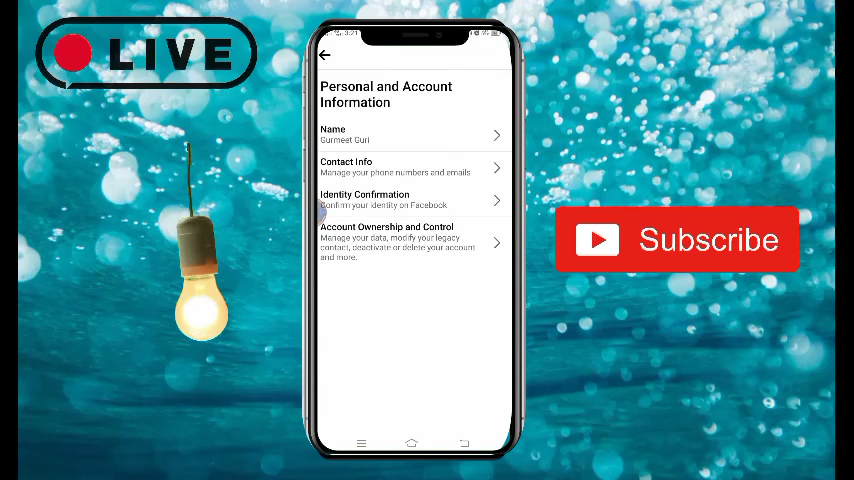 LIVE
3:21
Personal and Account
Information
Name
Gurmeet Guri
Contact Info
Manage your phone numbers and emails
Identity Confirmation
Confirm your identity on Facebook
Account Ownership and Control
Manage your data, modify your legacy
contact, deactivate or delete your account
and more.
Subscribe